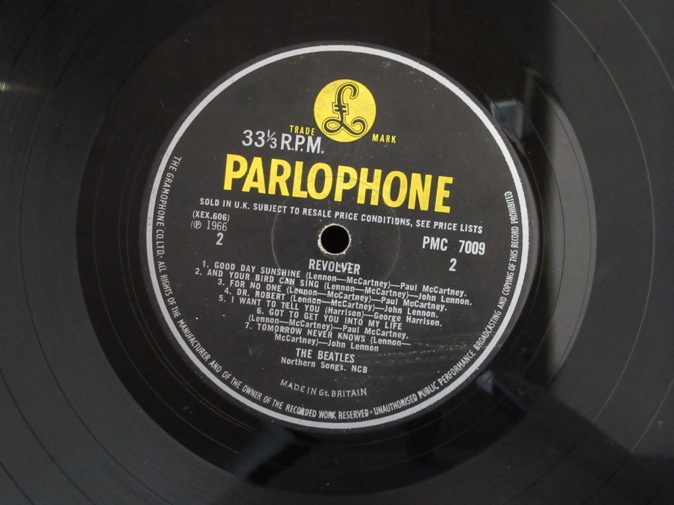 £
TRADE MARK
33⅓ R.P.M.
PARLOPHONE
SOLD IN U.K. SUBJECT TO RESALE PRICE CONDITIONS, SEE PRICE LISTS
(XEX.606)
℗ 1966
2
PMC 7009
2
REVOLVER
1. GOOD DAY SUNSHINE (Lennon—McCartney)—Paul McCartney.
2. AND YOUR BIRD CAN SING (Lennon—McCartney)—John Lennon.
3. FOR NO ONE (Lennon—McCartney)—Paul McCartney.
4. DR. ROBERT (Lennon—McCartney)—John Lennon.
5. I WANT TO TELL YOU (Harrison)—George Harrison.
6. GOT TO GET YOU INTO MY LIFE
(Lennon—McCartney)—Paul McCartney.
7. TOMORROW NEVER KNOWS (Lennon—
McCartney)—John Lennon
THE BEATLES
Northern Songs. NCB
MADE IN Gt. BRITAIN
THE GRAMOPHONE CO. LTD. ALL RIGHTS OF THE MANUFACTURER AND OF THE OWNER OF THE RECORDED WORK RESERVED · UNAUTHORISED PUBLIC PERFORMANCE BROADCASTING AND COPYING OF THIS RECORD PROHIBITED